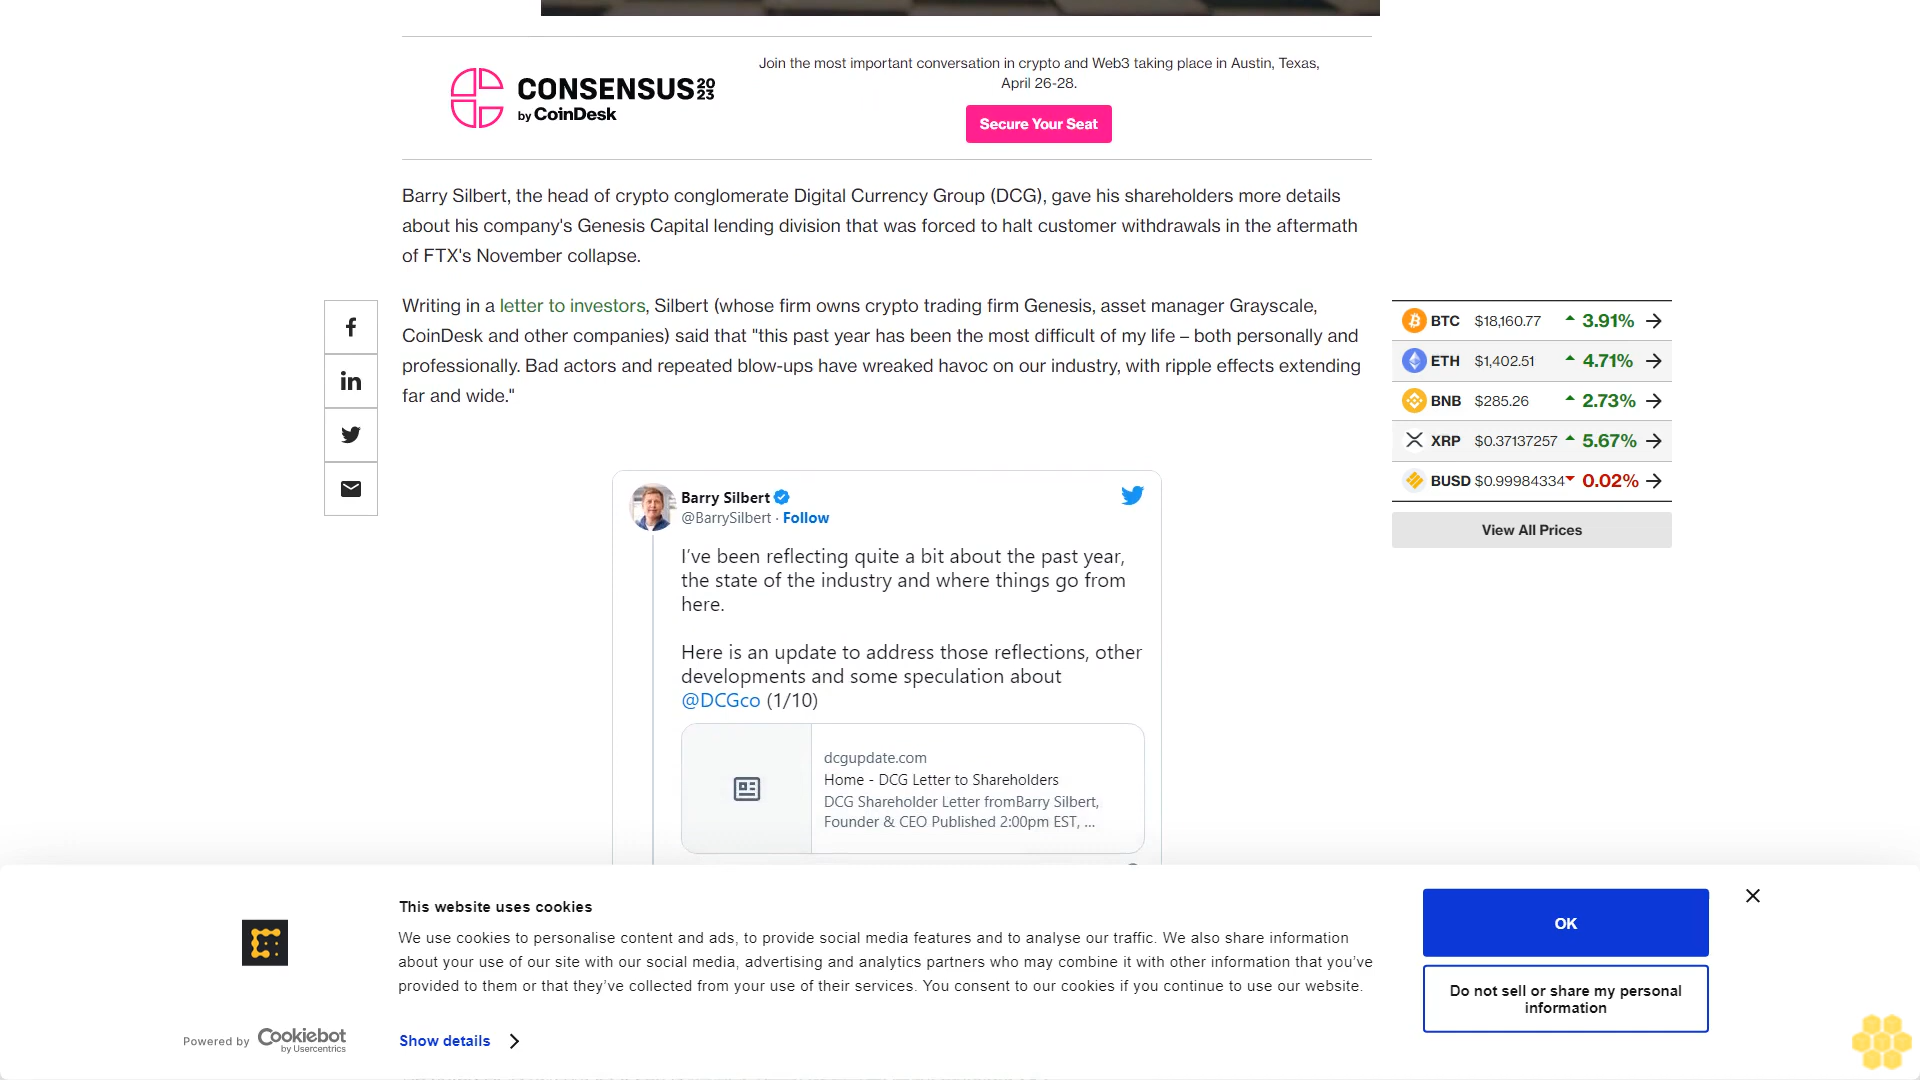 CONSENSUS 2023
by CoinDesk
Join the most important conversation in crypto and Web3 taking place in Austin, Texas,
April 26-28.
Secure Your Seat
Barry Silbert, the head of crypto conglomerate Digital Currency Group (DCG), gave his shareholders more details
about his company's Genesis Capital lending division that was forced to halt customer withdrawals in the aftermath
of FTX's November collapse.
Writing in a letter to investors, Silbert (whose firm owns crypto trading firm Genesis, asset manager Grayscale,
CoinDesk and other companies) said that "this past year has been the most difficult of my life – both personally and
professionally. Bad actors and repeated blow-ups have wreaked havoc on our industry, with ripple effects extending
far and wide."
BTC $18,160.77 3.91%
ETH $1,402.51 4.71%
BNB $285.26 2.73%
XRP $0.37137257 5.67%
BUSD $0.99984334 0.02%
View All Prices
Barry Silbert
@BarrySilbert · Follow
I've been reflecting quite a bit about the past year,
the state of the industry and where things go from
here.
Here is an update to address those reflections, other
developments and some speculation about
@DCGco (1/10)
dcgupdate.com
Home - DCG Letter to Shareholders
DCG Shareholder Letter fromBarry Silbert,
Founder & CEO Published 2:00pm EST, ...
This website uses cookies
We use cookies to personalise content and ads, to provide social media features and to analyse our traffic. We also share information
about your use of our site with our social media, advertising and analytics partners who may combine it with other information that you've
provided to them or that they've collected from your use of their services. You consent to our cookies if you continue to use our website.
OK
Do not sell or share my personal
information
Powered by Cookiebot
by Usercentrics
Show details